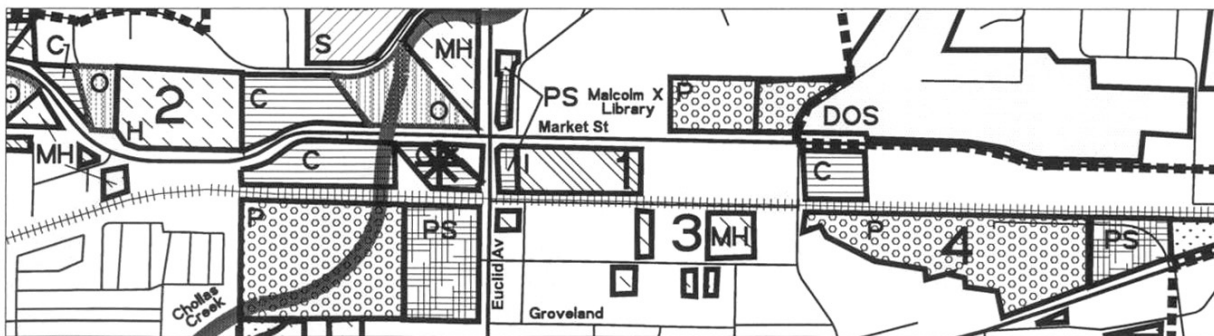 S
MH
C
O
O
2
H
C
O
PS
Malcolm X
Library
Market St
P
DOS
MH
C
I
1
C
P
PS
Euclid Av
3
MH
P
4
PS
Chollas
Creek
Groveland